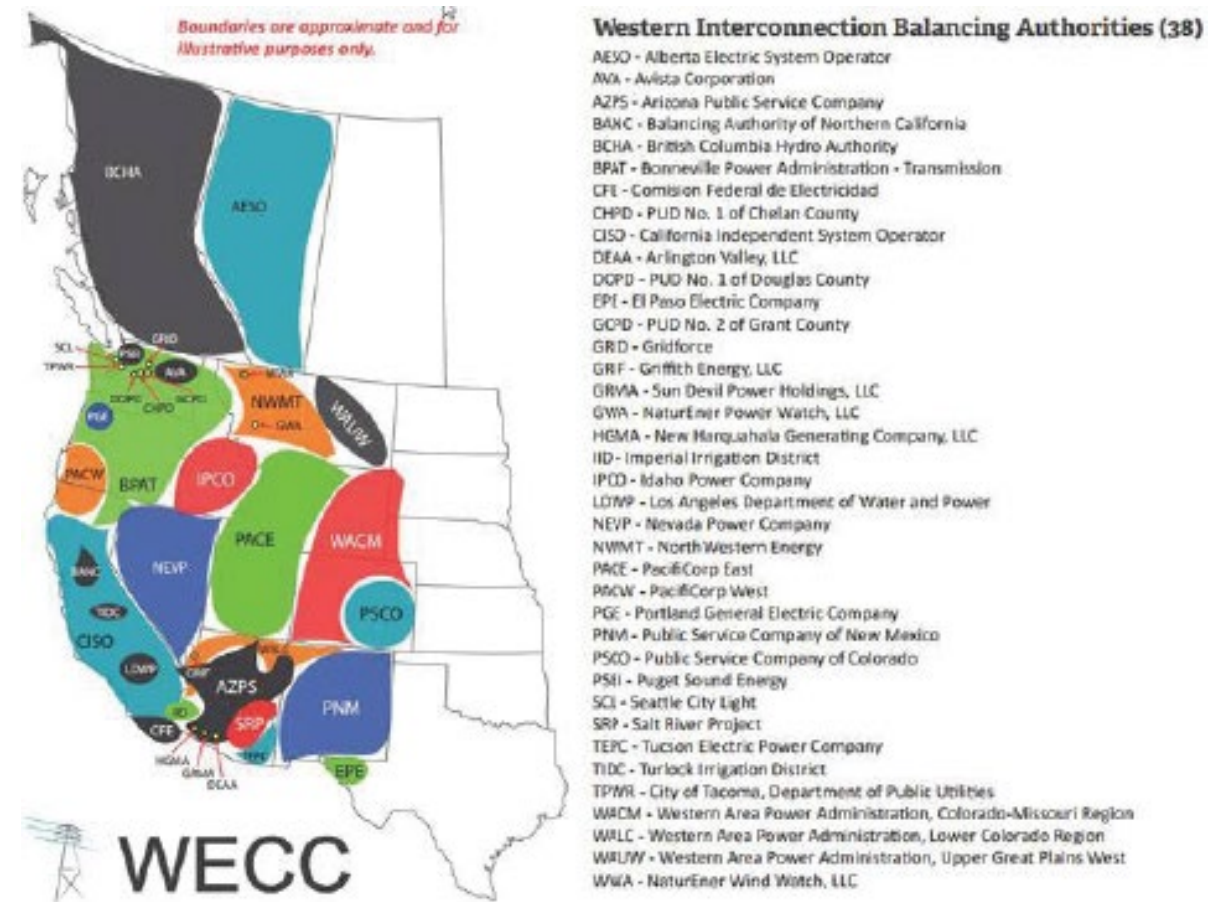 Boundaries are approximate and for
illustrative purposes only.
BCHA
AESO
SCL
PSEI
GRID
TPWR
AVA
DOPD
CHPD
GCPD
PGE
WWA
NWMT
GWA
WAUW
PACW
BPAT
IPCO
PACE
WACM
NEVP
BANC
TIDC
CISO
LDWP
PSCO
WALC
GRIF
AZPS
IID
CFE
SRP
PNM
TEPC
HGMA
GRMA
DEAA
EPE
WECC
Western Interconnection Balancing Authorities (38)
AESO - Alberta Electric System Operator
AVA - Avista Corporation
AZPS - Arizona Public Service Company
BANC - Balancing Authority of Northern California
BCHA - British Columbia Hydro Authority
BPAT - Bonneville Power Administration - Transmission
CFE - Comision Federal de Electricidad
CHPD - PUD No. 1 of Chelan County
CISO - California Independent System Operator
DEAA - Arlington Valley, LLC
DOPD - PUD No. 1 of Douglas County
EPE - El Paso Electric Company
GCPD - PUD No. 2 of Grant County
GRID - Gridforce
GRIF - Griffith Energy, LLC
GRMA - Sun Devil Power Holdings, LLC
GWA - NaturEner Power Watch, LLC
HGMA - New Harquahala Generating Company, LLC
IID - Imperial Irrigation District
IPCO - Idaho Power Company
LDWP - Los Angeles Department of Water and Power
NEVP - Nevada Power Company
NWMT - NorthWestern Energy
PACE - PacifiCorp East
PACW - PacifiCorp West
PGE - Portland General Electric Company
PNM - Public Service Company of New Mexico
PSCO - Public Service Company of Colorado
PSEI - Puget Sound Energy
SCL - Seattle City Light
SRP - Salt River Project
TEPC - Tucson Electric Power Company
TIDC - Turlock Irrigation District
TPWR - City of Tacoma, Department of Public Utilities
WACM - Western Area Power Administration, Colorado-Missouri Region
WALC - Western Area Power Administration, Lower Colorado Region
WAUW - Western Area Power Administration, Upper Great Plains West
WWA - NaturEner Wind Watch, LLC